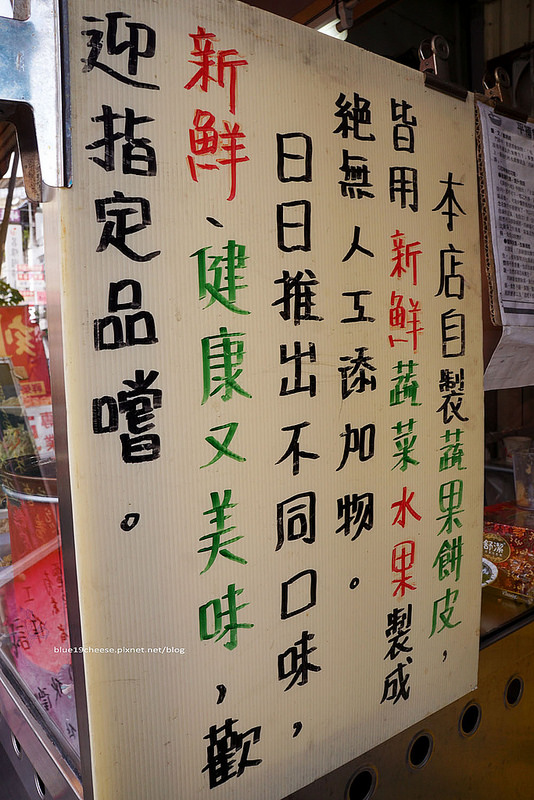 本店自製蔬果餅皮，
皆用新鮮蔬菜水果製成
絕無人工添加物。
日日推出不同口味，
新鮮、健康又美味，歡
迎指定品嚐。
舒潔
blue19cheese.pixnet.net/blog